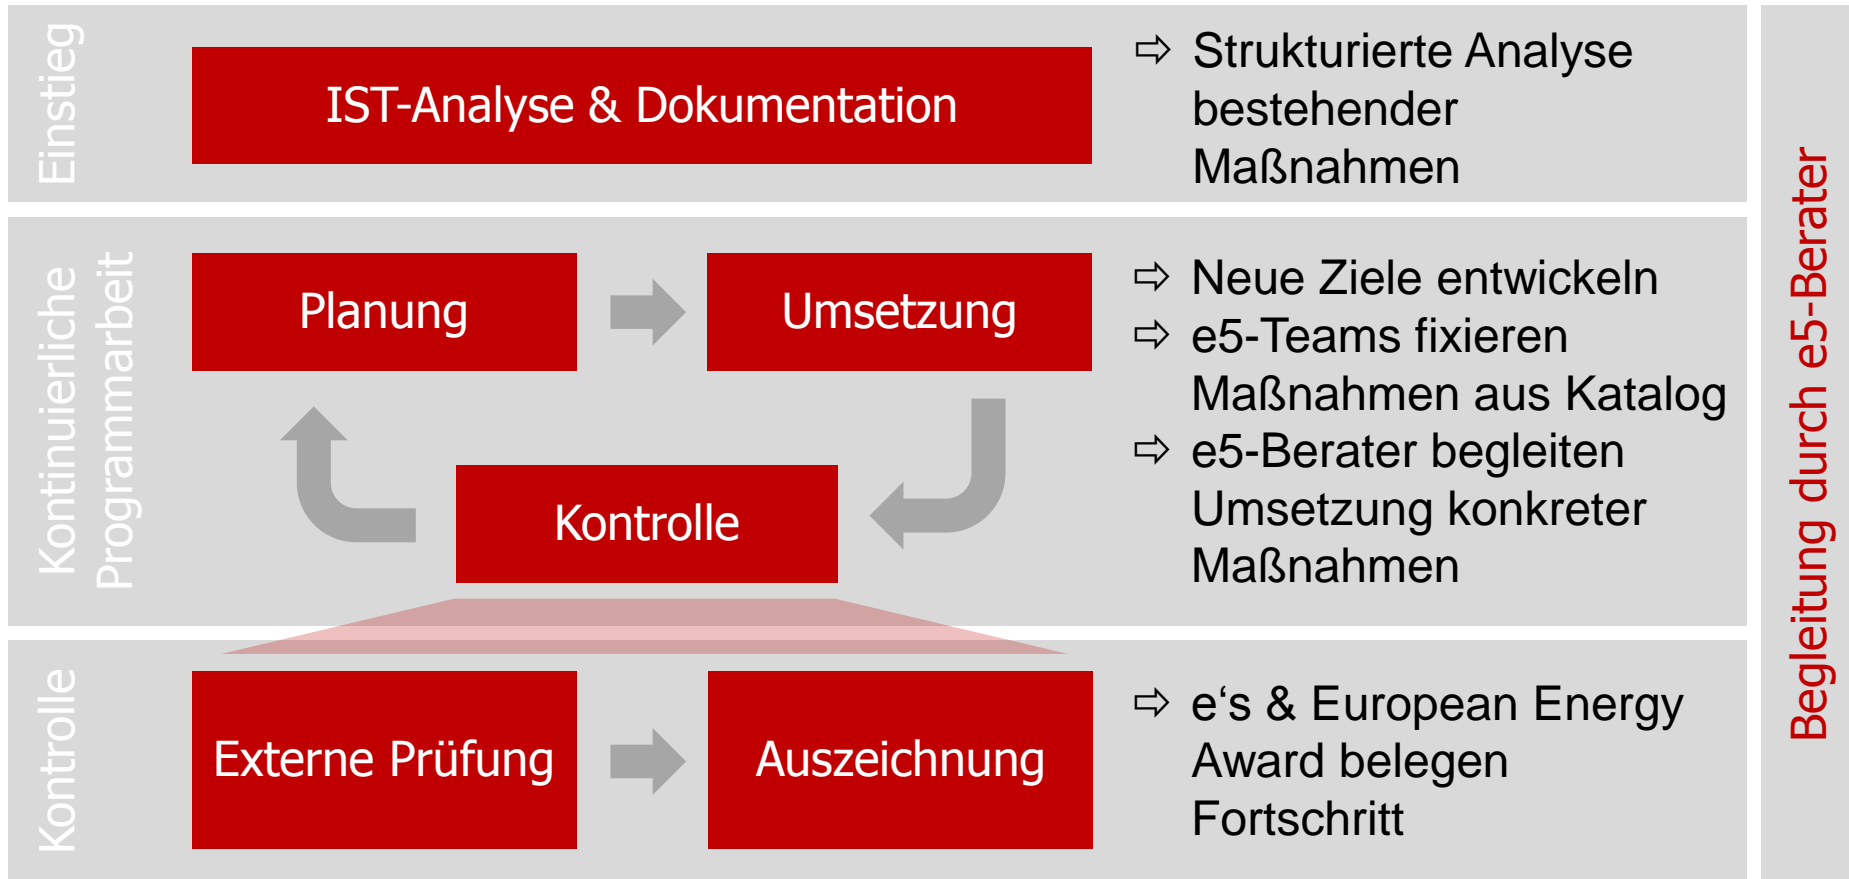 Einstieg
IST-Analyse & Dokumentation
⇨ Strukturierte Analyse
bestehender
Maßnahmen
Kontinuierliche
Programmarbeit
Planung
Umsetzung
Kontrolle
⇨ Neue Ziele entwickeln
⇨ e5-Teams fixieren
Maßnahmen aus Katalog
⇨ e5-Berater begleiten
Umsetzung konkreter
Maßnahmen
Kontrolle
Externe Prüfung
Auszeichnung
⇨ e‘s & European Energy
Award belegen
Fortschritt
Begleitung durch e5-Berater